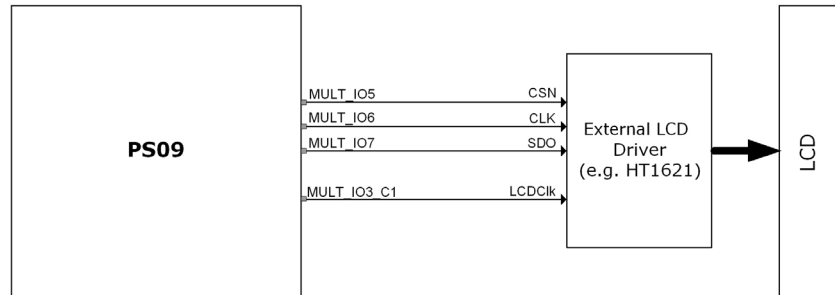 PS09
MULT_IO5
CSN
MULT_IO6
CLK
MULT_IO7
SDO
MULT_IO3_C1
LCDClk
External LCD
Driver
(e.g. HT1621)
LCD